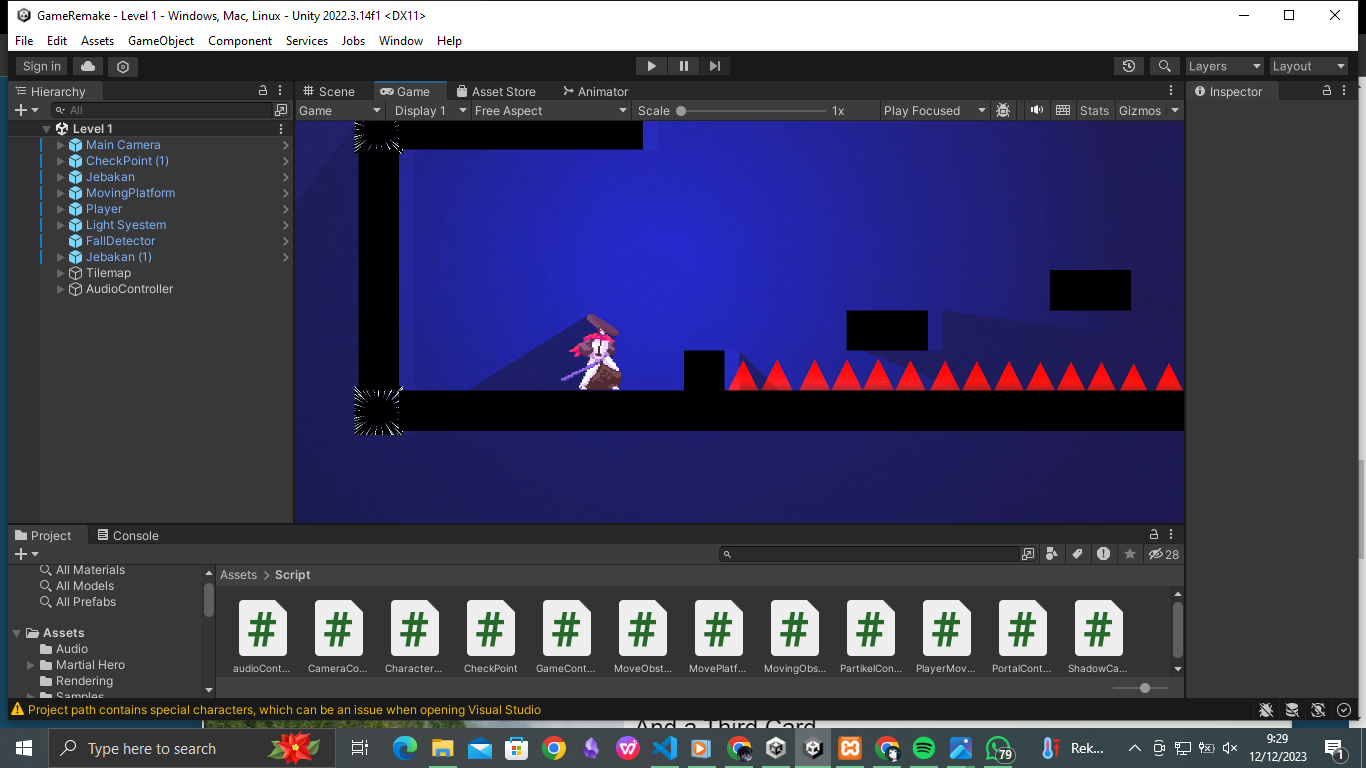 GameRemake - Level 1 - Windows, Mac, Linux - Unity 2022.3.14f1 <DX11>
File Edit Assets GameObject Component Services Jobs Window Help
Sign in Layers Layout
Hierarchy
All
Level 1
Main Camera
CheckPoint (1)
Jebakan
MovingPlatform
Player
Light Syestem
FallDetector
Jebakan (1)
Tilemap
AudioController
Scene Game Asset Store Animator
Game Display 1 Free Aspect Scale 1x Play Focused Stats Gizmos
Inspector
Project Console
28
All Materials
All Models
All Prefabs
Assets
Audio
Martial Hero
Rendering
Samples
Assets > Script
# # # # # # # # # # # #
audioCont... CameraCo... Character... CheckPoint GameCont... MoveObst... MovePlatf... MovingObs... PartikelCon... PlayerMov... PortalCont... ShadowCa...
Project path contains special characters, which can be an issue when opening Visual Studio
And a Third Card
Type here to search
79
Rek...
9:29
12/12/2023
1